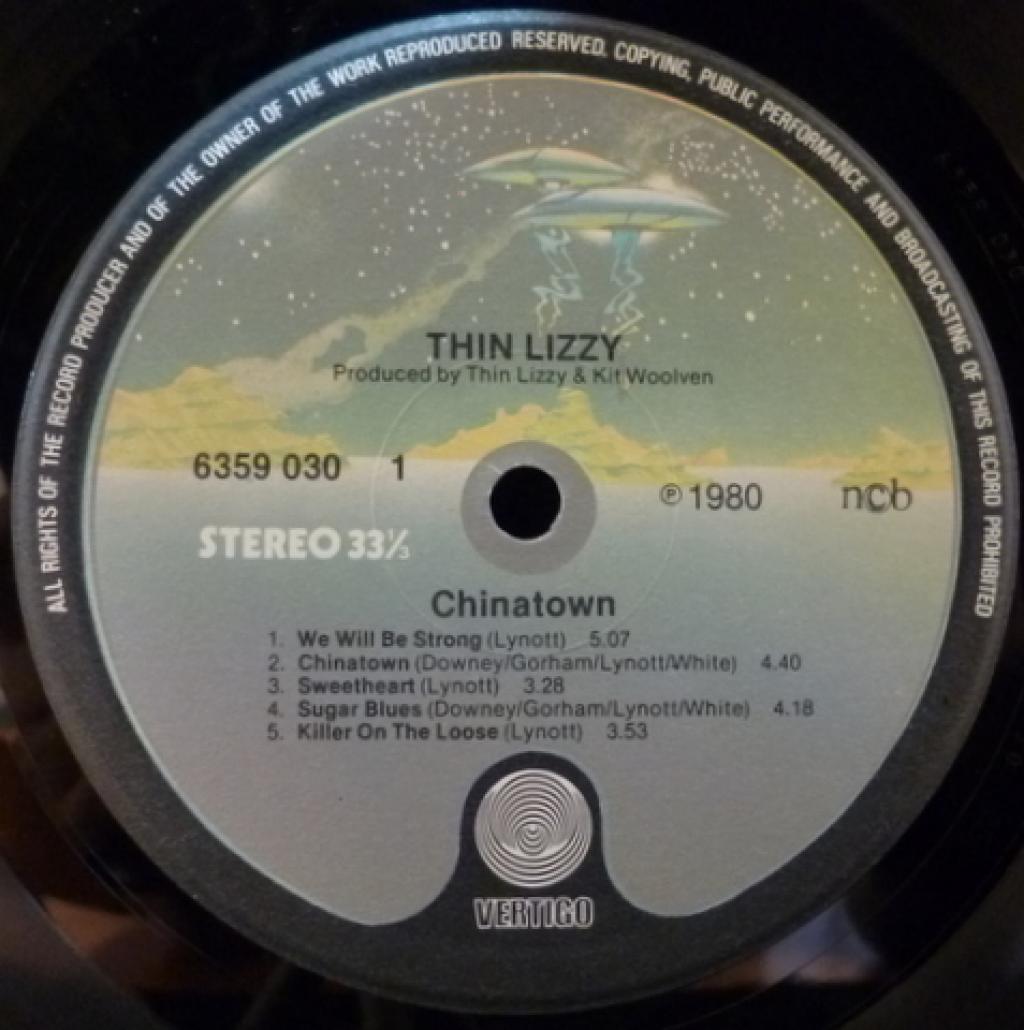 ALL RIGHTS OF THE RECORD PRODUCER AND OF THE OWNER OF THE WORK REPRODUCED RESERVED. COPYING, PUBLIC PERFORMANCE AND BROADCASTING OF THIS RECORD PROHIBITED
THIN LIZZY
Produced by Thin Lizzy & Kit Woolven
6359 030 1
℗ 1980 ncb
STEREO 33⅓
Chinatown
1. We Will Be Strong (Lynott) 5.07
2. Chinatown (Downey/Gorham/Lynott/White) 4.40
3. Sweetheart (Lynott) 3.28
4. Sugar Blues (Downey/Gorham/Lynott/White) 4.18
5. Killer On The Loose (Lynott) 3.53
VERTIGO